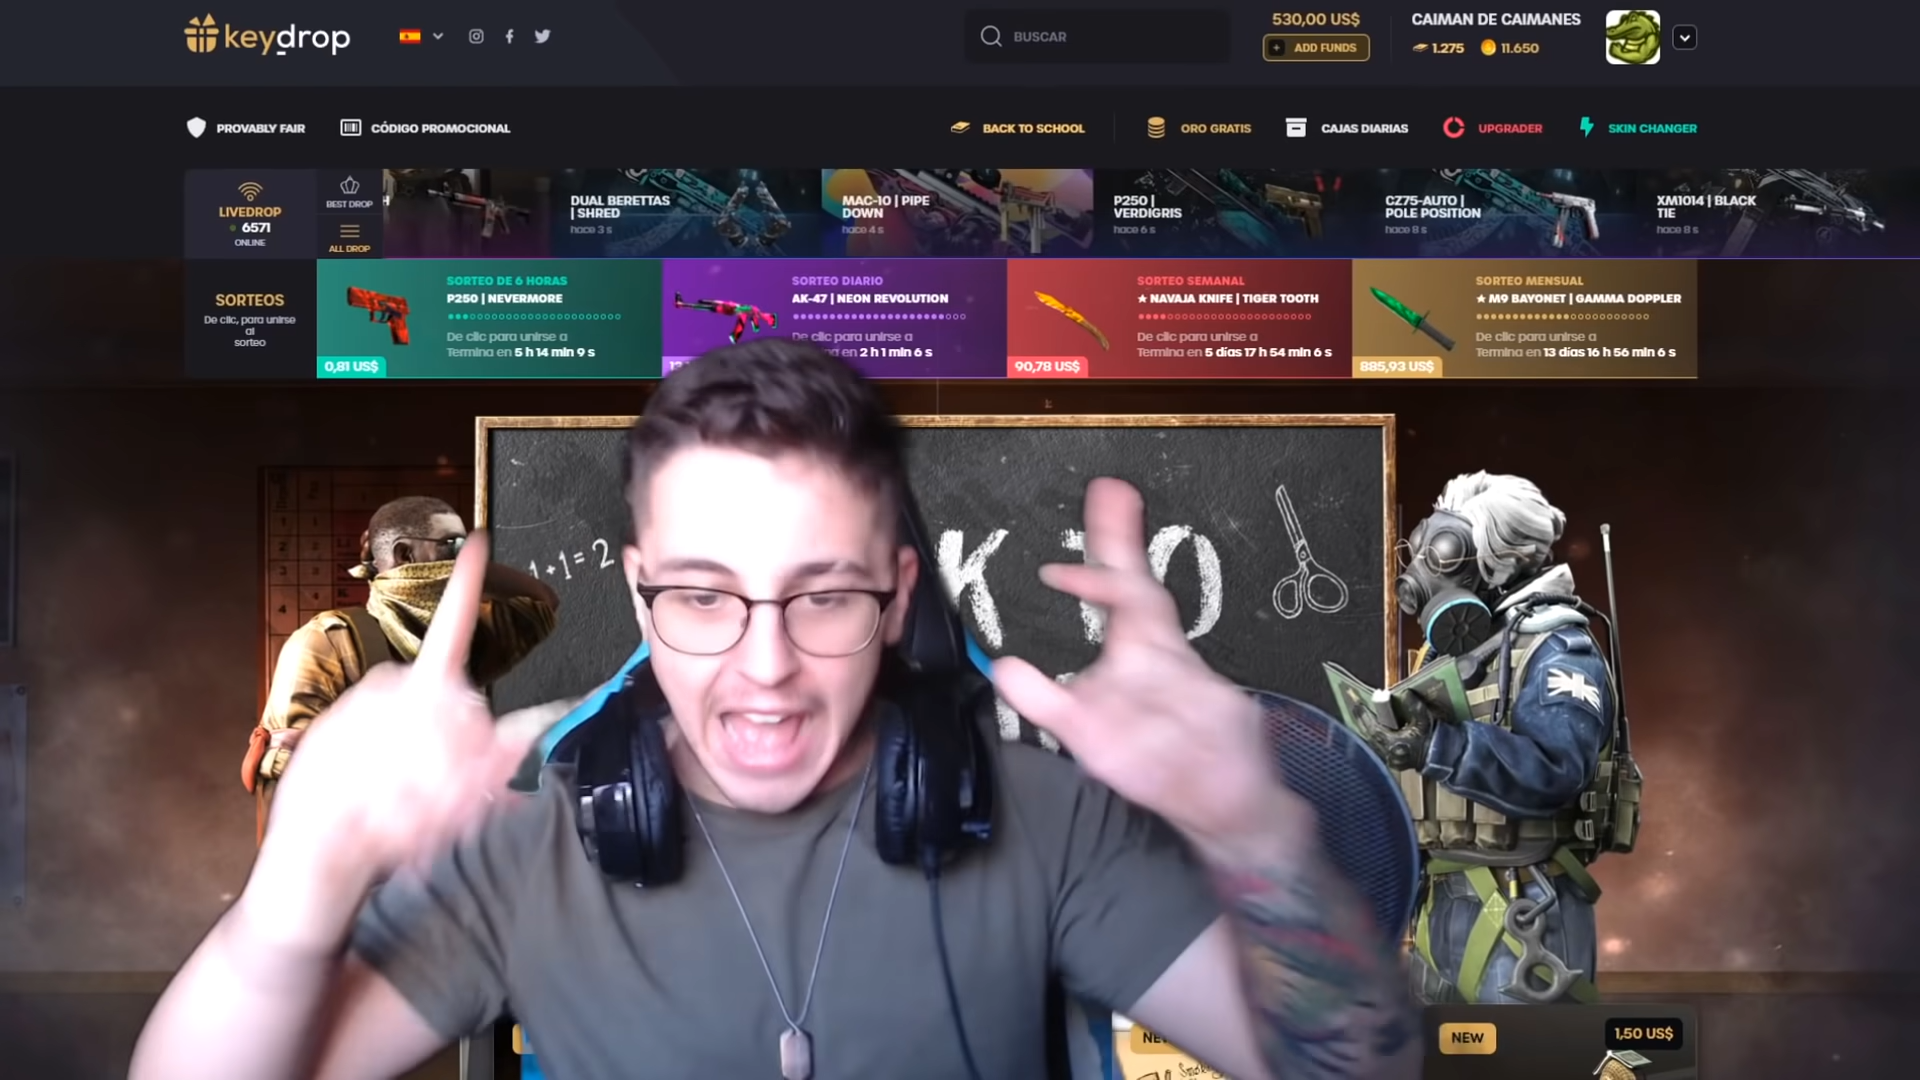 keydrop
BUSCAR
530,00 US$
ADD FUNDS
CAIMAN DE CAIMANES
1.275
11.650
PROVABLY FAIR
CÓDIGO PROMOCIONAL
BACK TO SCHOOL
ORO GRATIS
CAJAS DIARIAS
UPGRADER
SKIN CHANGER
LIVEDROP
6571
ONLINE
BEST DROP
ALL DROP
DUAL BERETTAS
| SHRED
hace 3 s
MAC-10 | PIPE
DOWN
hace 4 s
P250 |
VERDIGRIS
hace 6 s
CZ75-AUTO |
POLE POSITION
hace 8 s
XM1014 | BLACK
TIE
hace 8 s
SORTEOS
De clic, para unirse
al
sorteo
SORTEO DE 6 HORAS
P250 | NEVERMORE
De clic para unirse a
Termina en 5 h 14 min 9 s
0,81 US$
SORTEO DIARIO
AK-47 | NEON REVOLUTION
De clic para unirse a
en 2 h 1 min 6 s
SORTEO SEMANAL
★ NAVAJA KNIFE | TIGER TOOTH
De clic para unirse a
Termina en 5 días 17 h 54 min 6 s
90,78 US$
SORTEO MENSUAL
★ M9 BAYONET | GAMMA DOPPLER
De clic para unirse a
Termina en 13 días 16 h 56 min 6 s
885,93 US$
1+1=2
K TO
NEW
1,50 US$